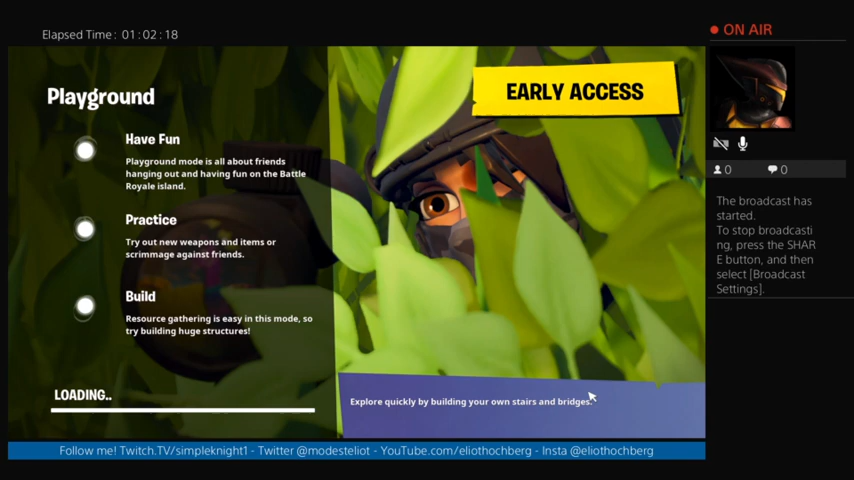 Elapsed Time: 01:02:18
ON AIR
Playground
EARLY ACCESS
Have Fun
Playground mode is all about friends
hanging out and having fun on the Battle
Royale island.
Practice
Try out new weapons and items or
scrimmage against friends.
Build
Resource gathering is easy in this mode, so
try building huge structures!
LOADING..
Explore quickly by building your own stairs and bridges.
0 0
The broadcast has
started.
To stop broadcasti
ng, press the SHAR
E button, and then
select [Broadcast
Settings].
Follow me! Twitch.TV/simpleknight1 - Twitter @modesteliot - YouTube.com/eliothochberg - Insta @eliothochberg